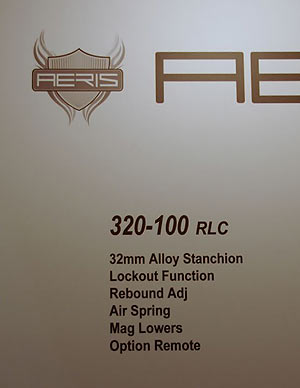 AERIS
AE
320-100 RLC
32mm Alloy Stanchion
Lockout Function
Rebound Adj
Air Spring
Mag Lowers
Option Remote